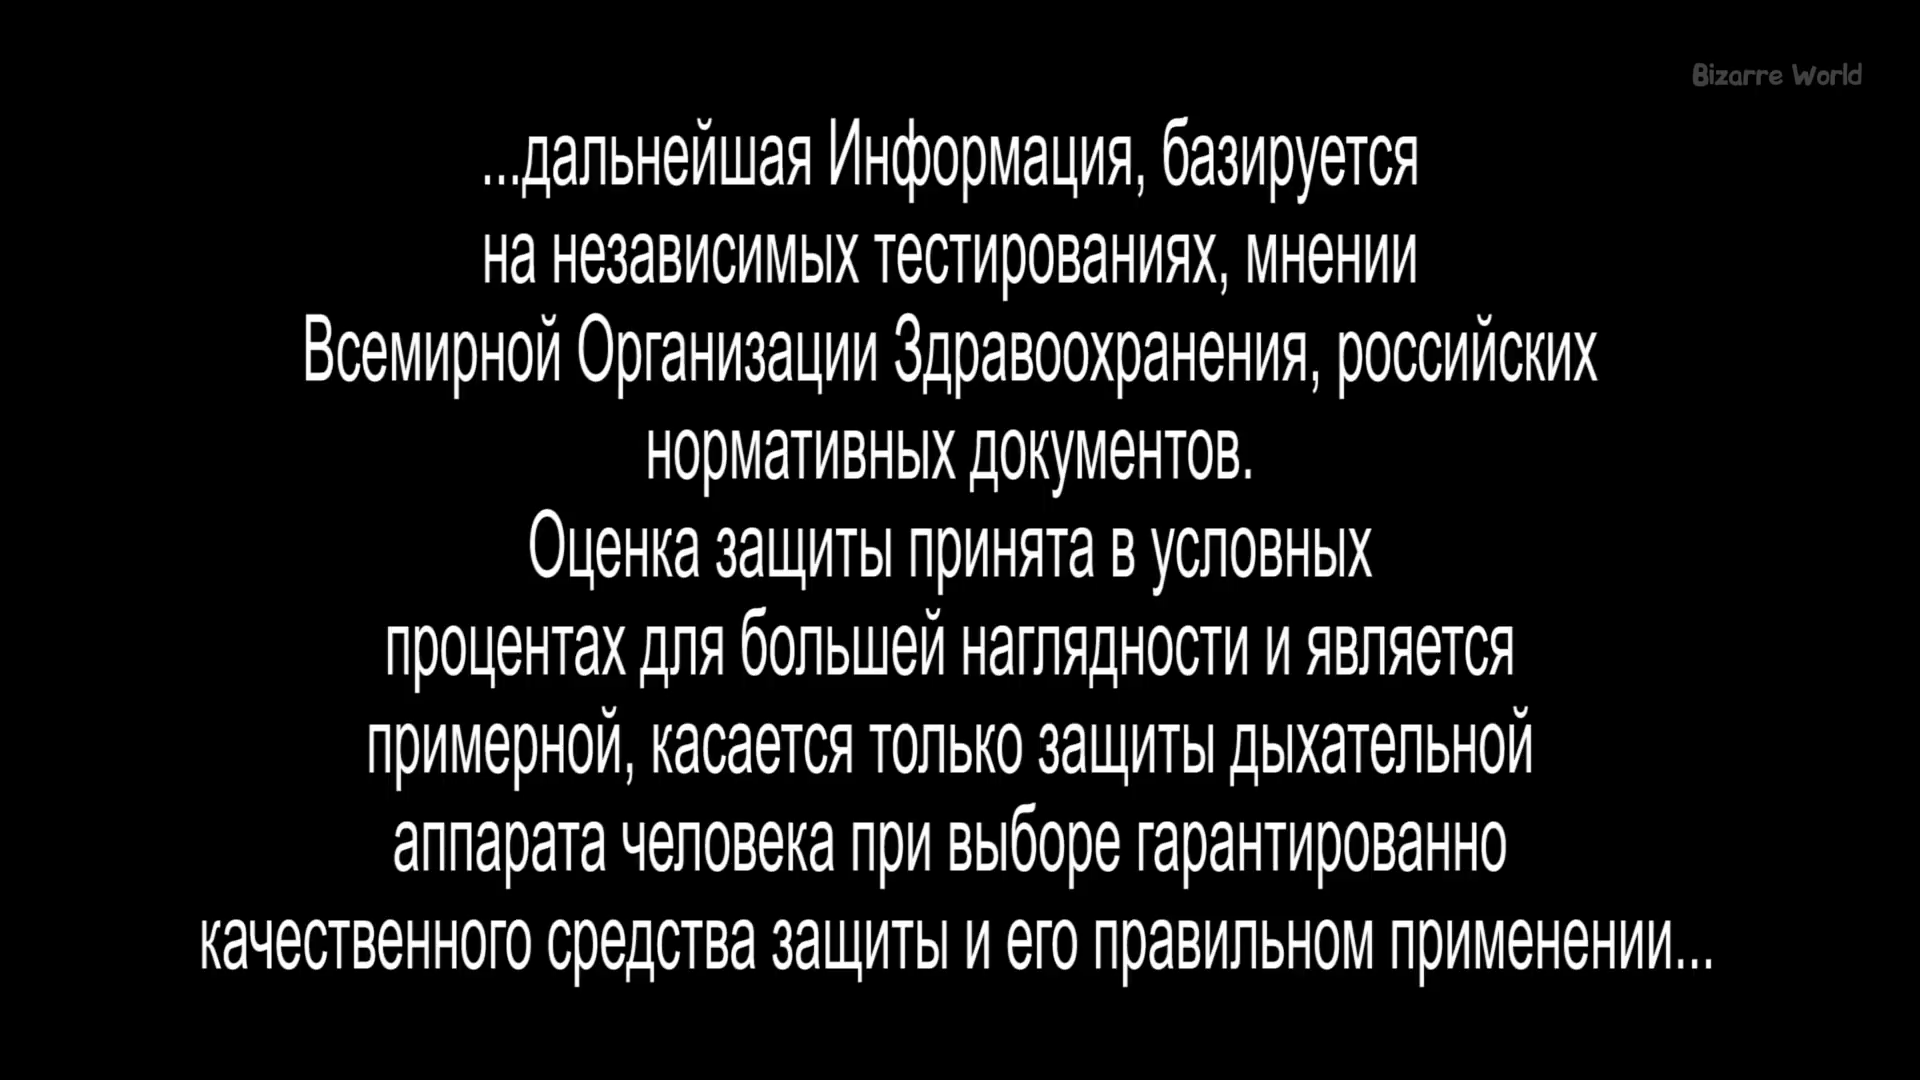 Bizarre World
...дальнейшая Информация, базируется
на независимых тестированиях, мнении
Всемирной Организации Здравоохранения, российских
нормативных документов.
Оценка защиты принята в условных
процентах для большей наглядности и является
примерной, касается только защиты дыхательной
аппарата человека при выборе гарантированно
качественного средства защиты и его правильном применении...